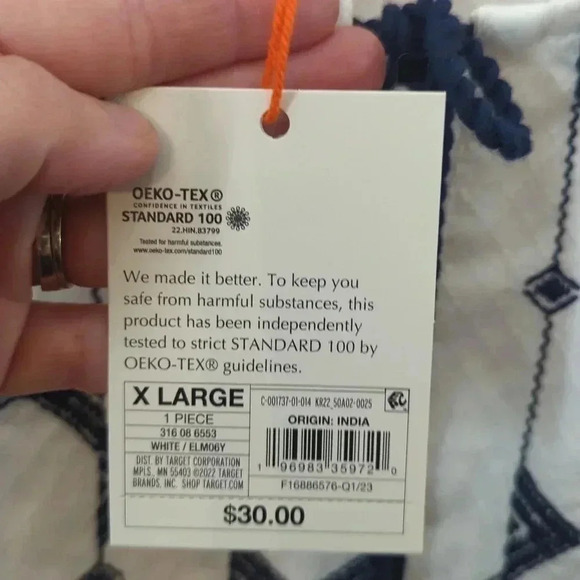 OEKO-TEX®
CONFIDENCE IN TEXTILES
STANDARD 100
22.HIN.83799
Tested for harmful substances.
www.oeko-tex.com/standard100
We made it better. To keep you
safe from harmful substances, this
product has been independently
tested to strict STANDARD 100 by
OEKO-TEX® guidelines.
X LARGE
1 PIECE
316 08 6553
WHITE / ELM06Y
DIST. BY TARGET CORPORATION
MPLS., MN 55403 ©2022 TARGET
BRANDS, INC. SHOP TARGET.COM
C-001737-01-014 KR22_50A02-0025
ORIGIN: INDIA
1 96983 35972 0
F16886576-Q1/23
$30.00